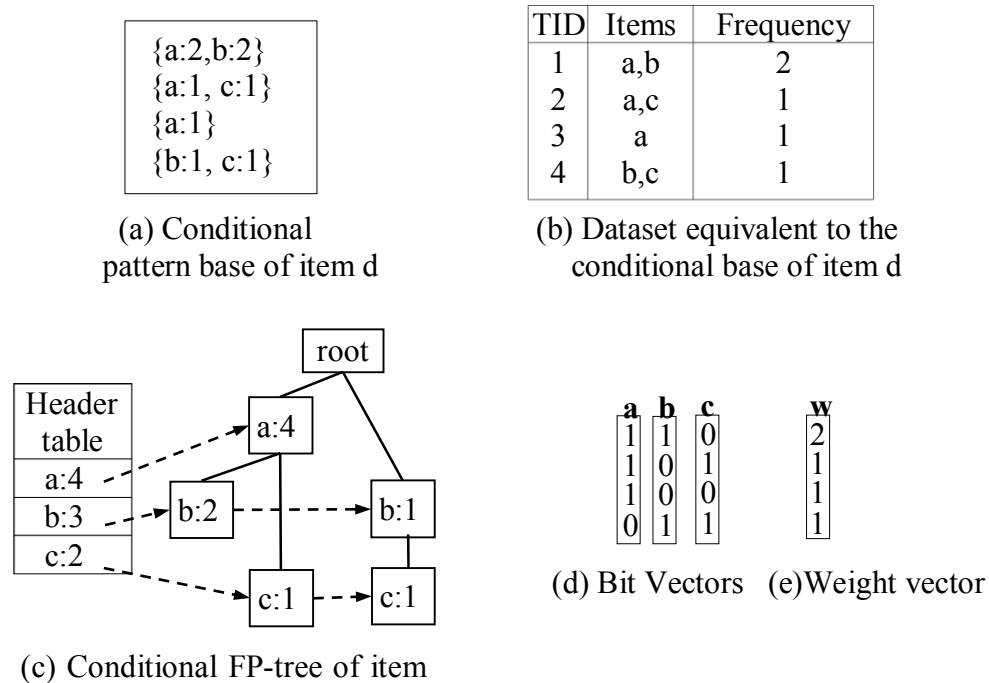 {a:2,b:2}
{a:1, c:1}
{a:1}
{b:1, c:1}
(a) Conditional
pattern base of item d
TID Items Frequency
1 a,b 2
2 a,c 1
3 a 1
4 b,c 1
(b) Dataset equivalent to the
conditional base of item d
Header
table
a:4
b:3
c:2
root
a:4
b:2 b:1
c:1 c:1
(c) Conditional FP-tree of item
a b c
1 1 0
1 0 1
1 0 0
0 1 1
(d) Bit Vectors
w
2
1
1
1
(e)Weight vector